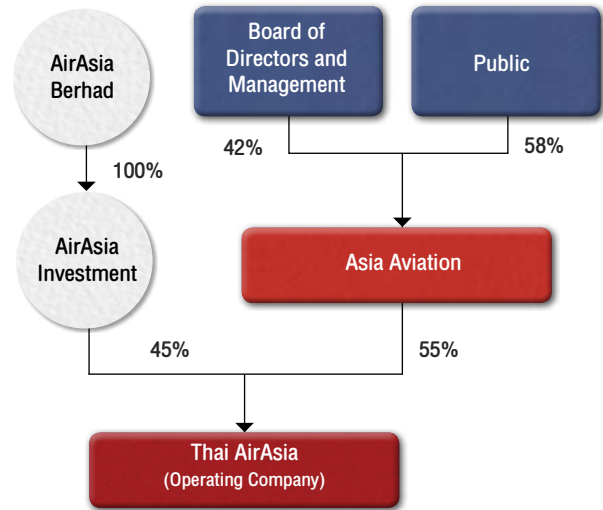 AirAsia
Berhad
Board of
Directors and
Management
Public
100%
42%
58%
AirAsia
Investment
Asia Aviation
45%
55%
Thai AirAsia
(Operating Company)